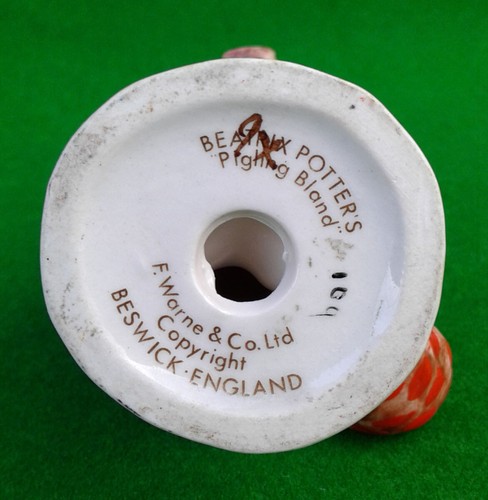 BEATRIX POTTER'S
"Pigling Bland"
F. Warne & Co. Ltd
Copyright
BESWICK·ENGLAND